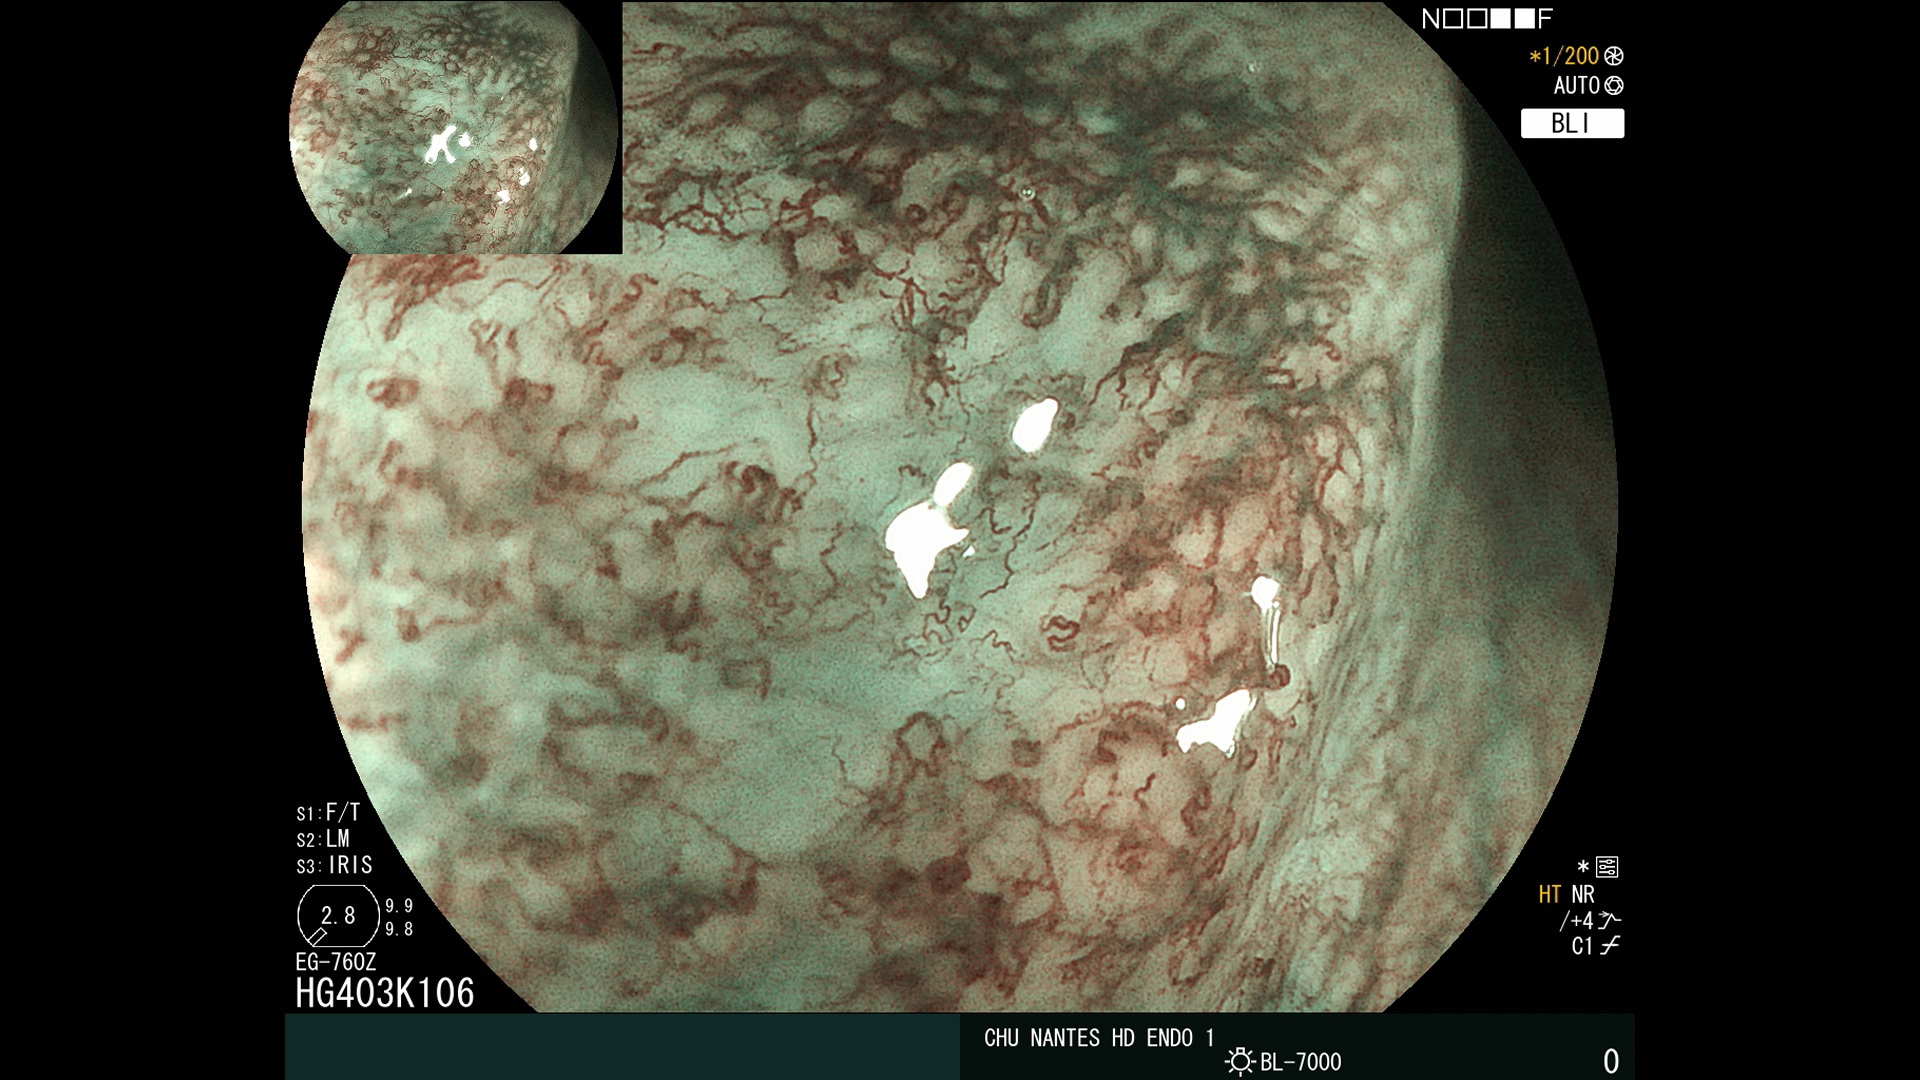 N F
*1/200
AUTO
BLI
S1:F/T
S2:LM
S3:IRIS
2.8
9.9
9.8
EG-760Z
HG403K106
*
HT NR
/+4
C1
CHU NANTES HD ENDO 1
BL-7000
0